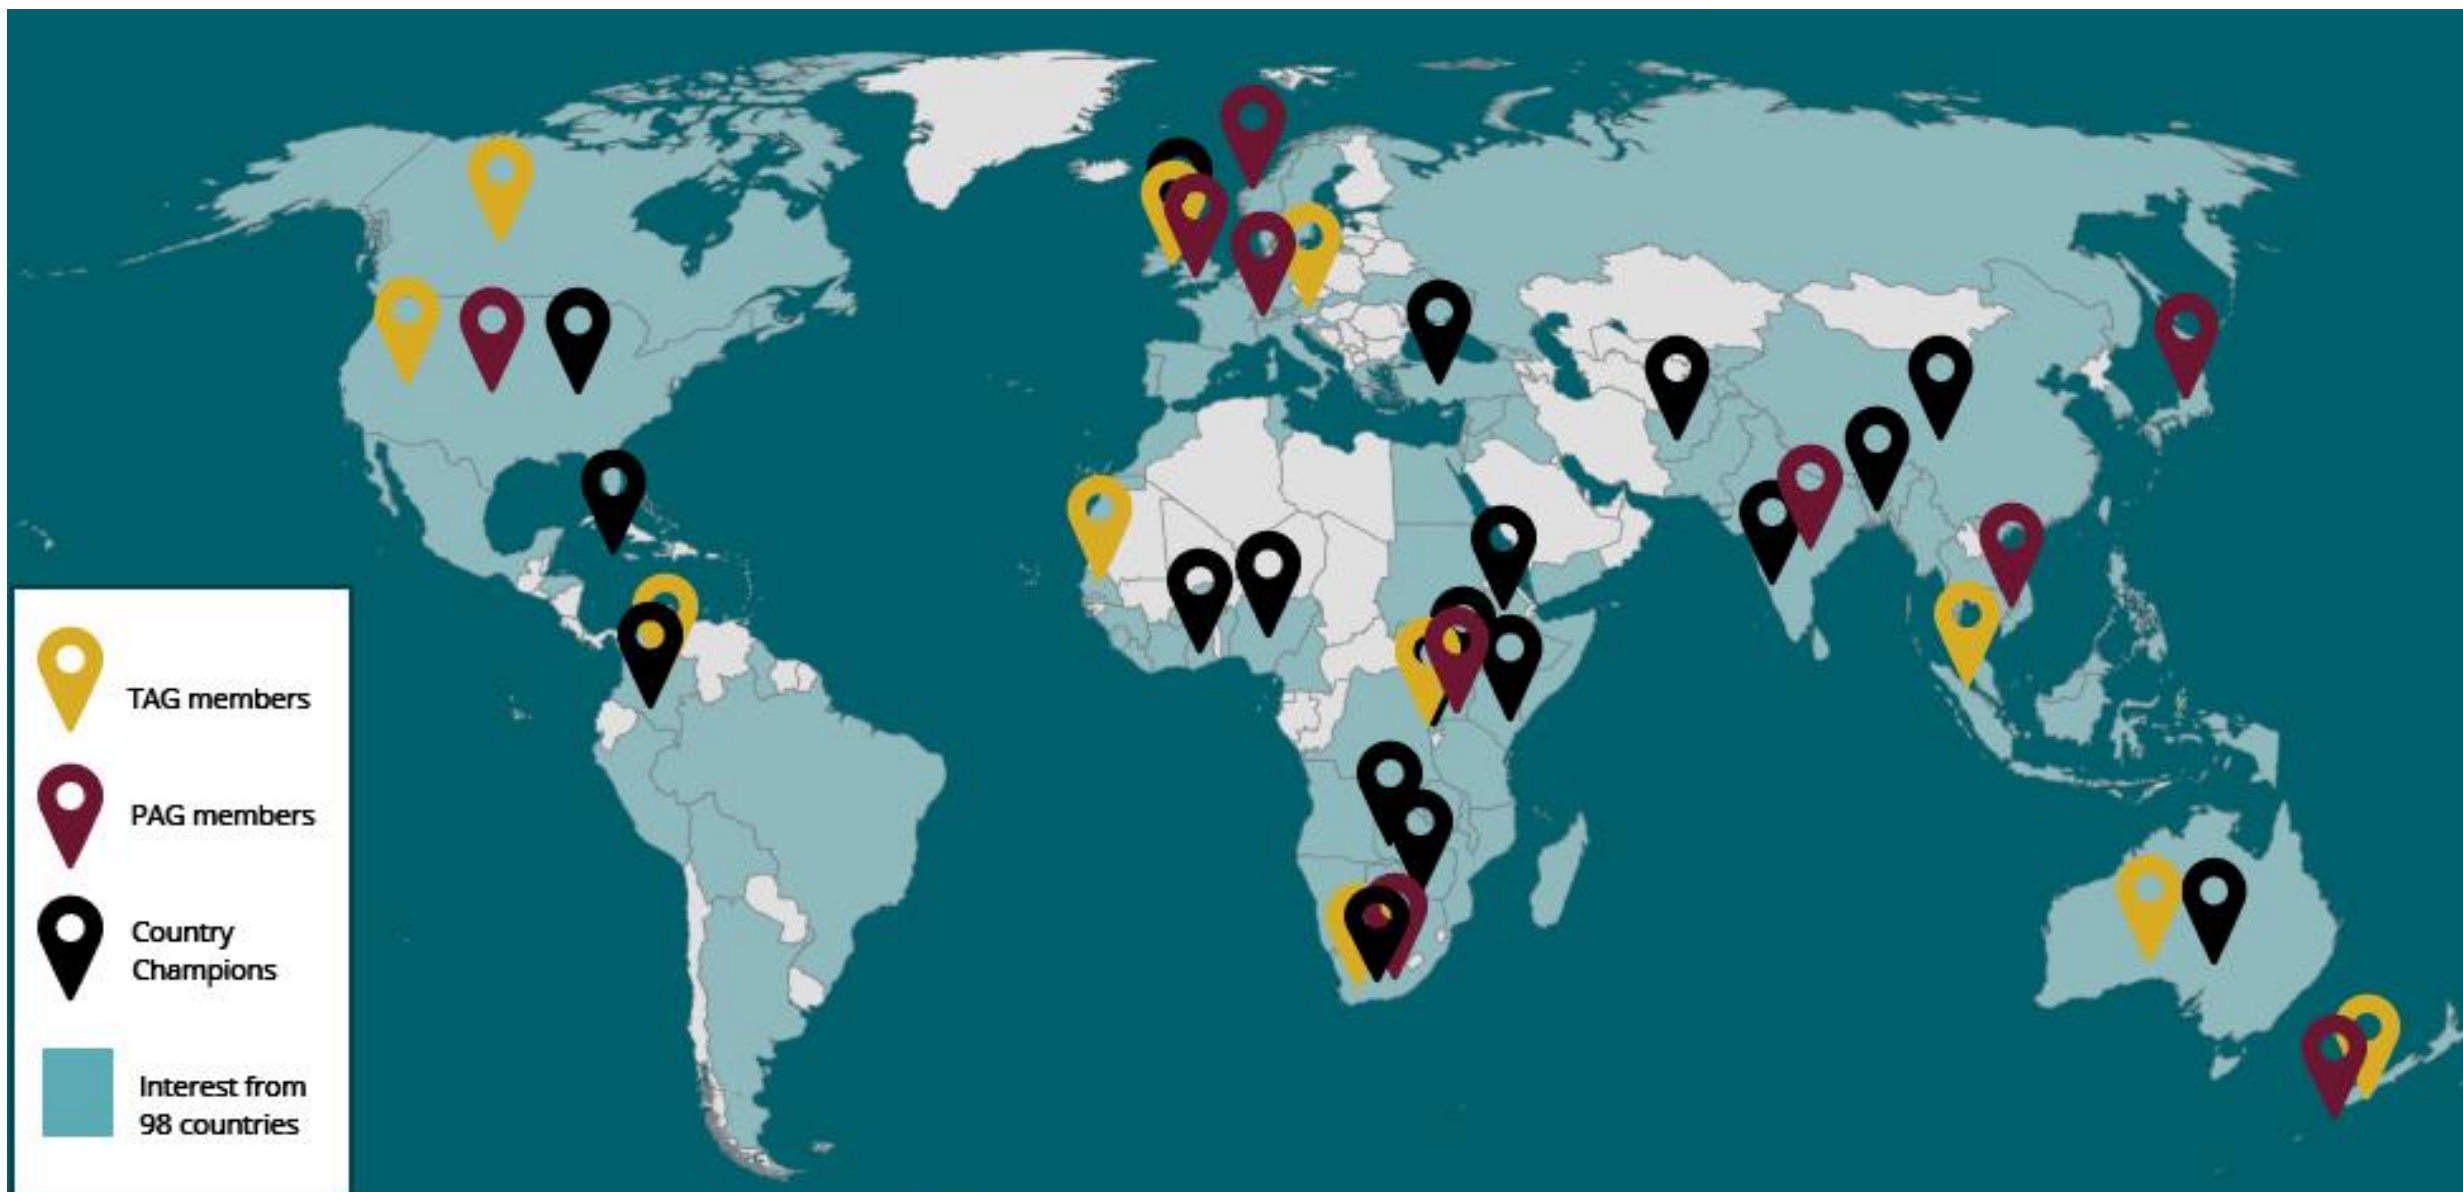 TAG members
PAG members
Country
Champions
Interest from
98 countries